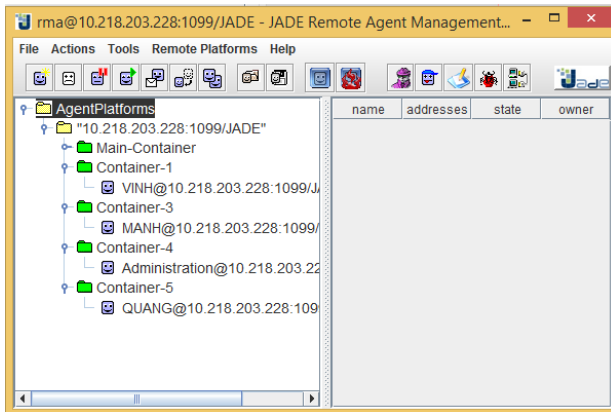 rma@10.218.203.228:1099/JADE - JADE Remote Agent Management...
File Actions Tools Remote Platforms Help
Jade
AgentPlatforms
"10.218.203.228:1099/JADE"
Main-Container
Container-1
VINH@10.218.203.228:1099/J
Container-3
MANH@10.218.203.228:1099/
Container-4
Administration@10.218.203.22
Container-5
QUANG@10.218.203.228:109
name addresses state owner